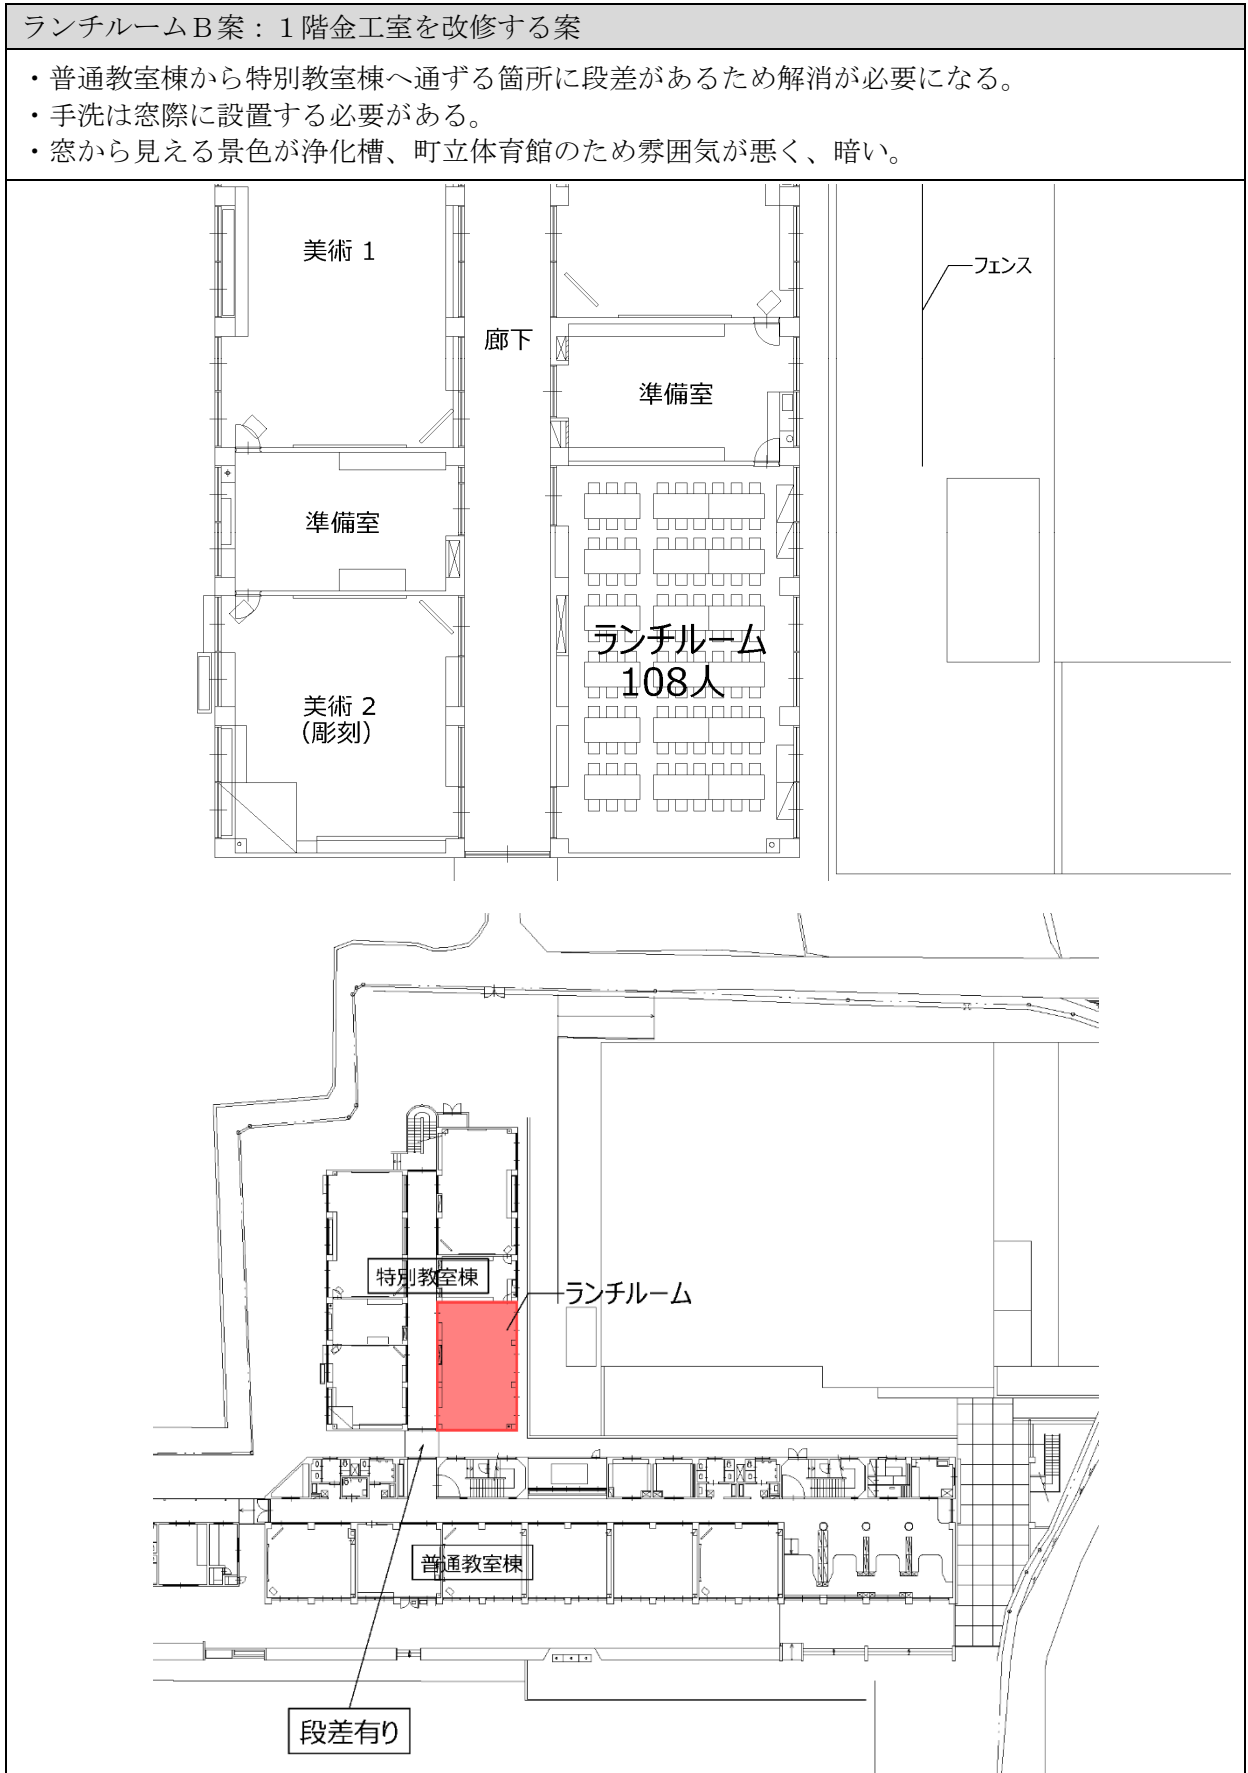 ランチルームＢ案：１階金工室を改修する案
・普通教室棟から特別教室棟へ通ずる箇所に段差があるため解消が必要になる。
・手洗は窓際に設置する必要がある。
・窓から見える景色が浄化槽、町立体育館のため雰囲気が悪く、暗い。
美術 1
フェンス
廊下
準備室
準備室
ランチルーム
108人
美術 2
(彫刻)
特別教室棟
ランチルーム
普通教室棟
段差有り